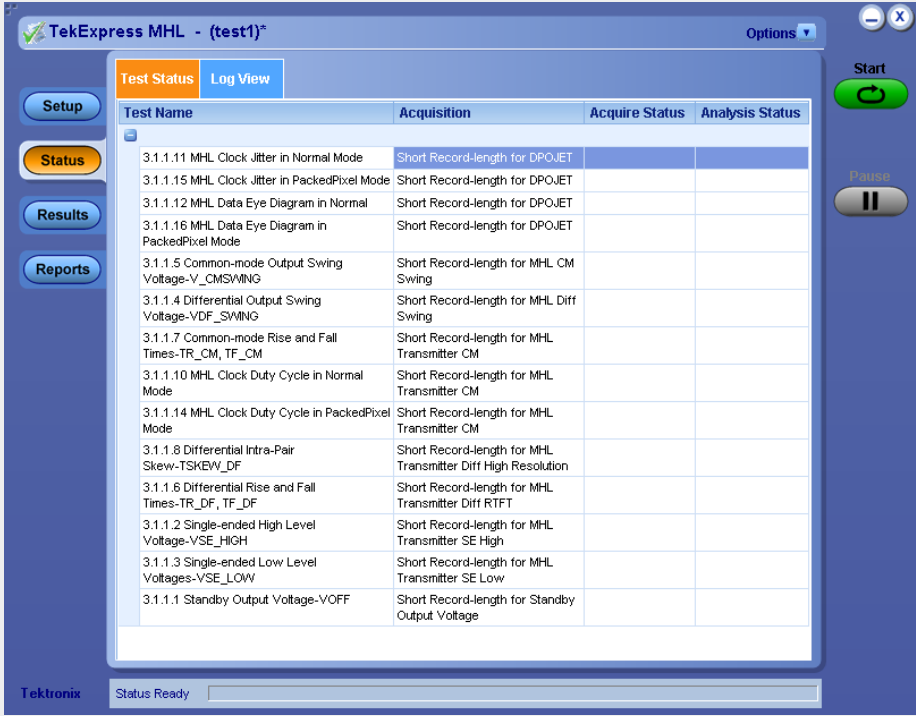 TekExpress MHL - (test1)*
Options
Start
Pause
Setup
Status
Results
Reports
Test Status
Log View
Test Name Acquisition Acquire Status Analysis Status
3.1.1.11 MHL Clock Jitter in Normal Mode Short Record-length for DPOJET
3.1.1.15 MHL Clock Jitter in PackedPixel Mode Short Record-length for DPOJET
3.1.1.12 MHL Data Eye Diagram in Normal Short Record-length for DPOJET
3.1.1.16 MHL Data Eye Diagram in Short Record-length for DPOJET
PackedPixel Mode
3.1.1.5 Common-mode Output Swing Short Record-length for MHL CM
Voltage-V_CMSWING Swing
3.1.1.4 Differential Output Swing Short Record-length for MHL Diff
Voltage-VDF_SWING Swing
3.1.1.7 Common-mode Rise and Fall Short Record-length for MHL
Times-TR_CM, TF_CM Transmitter CM
3.1.1.10 MHL Clock Duty Cycle in Normal Short Record-length for MHL
Mode Transmitter CM
3.1.1.14 MHL Clock Duty Cycle in PackedPixel Short Record-length for MHL
Mode Transmitter CM
3.1.1.8 Differential Intra-Pair Short Record-length for MHL
Skew-TSKEW_DF Transmitter Diff High Resolution
3.1.1.6 Differential Rise and Fall Short Record-length for MHL
Times-TR_DF, TF_DF Transmitter Diff RTFT
3.1.1.2 Single-ended High Level Short Record-length for MHL
Voltage-VSE_HIGH Transmitter SE High
3.1.1.3 Single-ended Low Level Short Record-length for MHL
Voltages-VSE_LOW Transmitter SE Low
3.1.1.1 Standby Output Voltage-VOFF Short Record-length for Standby
Output Voltage
Tektronix
Status Ready